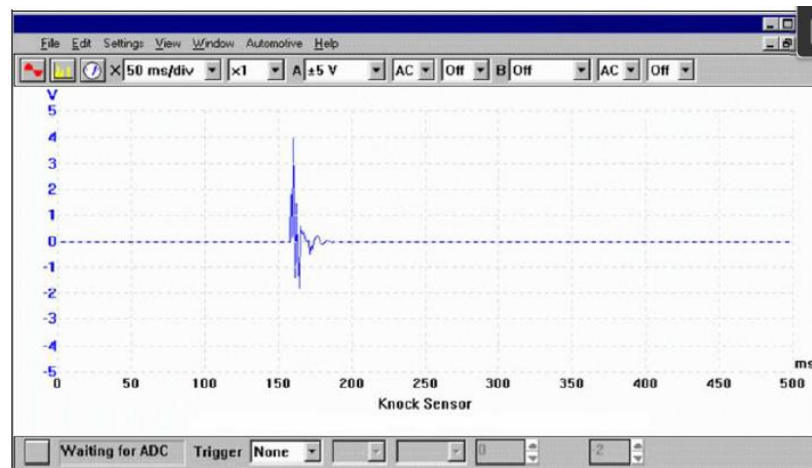 File Edit Settings View Window Automotive Help
X 50 ms/div x1 A ±5 V AC Off B Off AC Off
V
5
4
3
2
1
0
-1
-2
-3
-4
-5
ms
0 50 100 150 200 250 300 350 400 450 500
Knock Sensor
Waiting for ADC Trigger None 0 -2